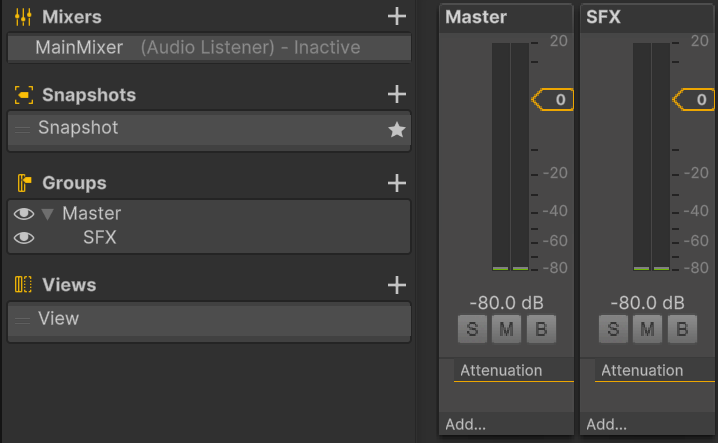 Mixers
MainMixer (Audio Listener) - Inactive
Snapshots
Snapshot
Groups
Master
SFX
Views
View
Master
20
0
-20
-40
-60
-80
-80.0 dB
S M B
Attenuation
Add...
SFX
20
0
-20
-40
-60
-80
-80.0 dB
S M B
Attenuation
Add...